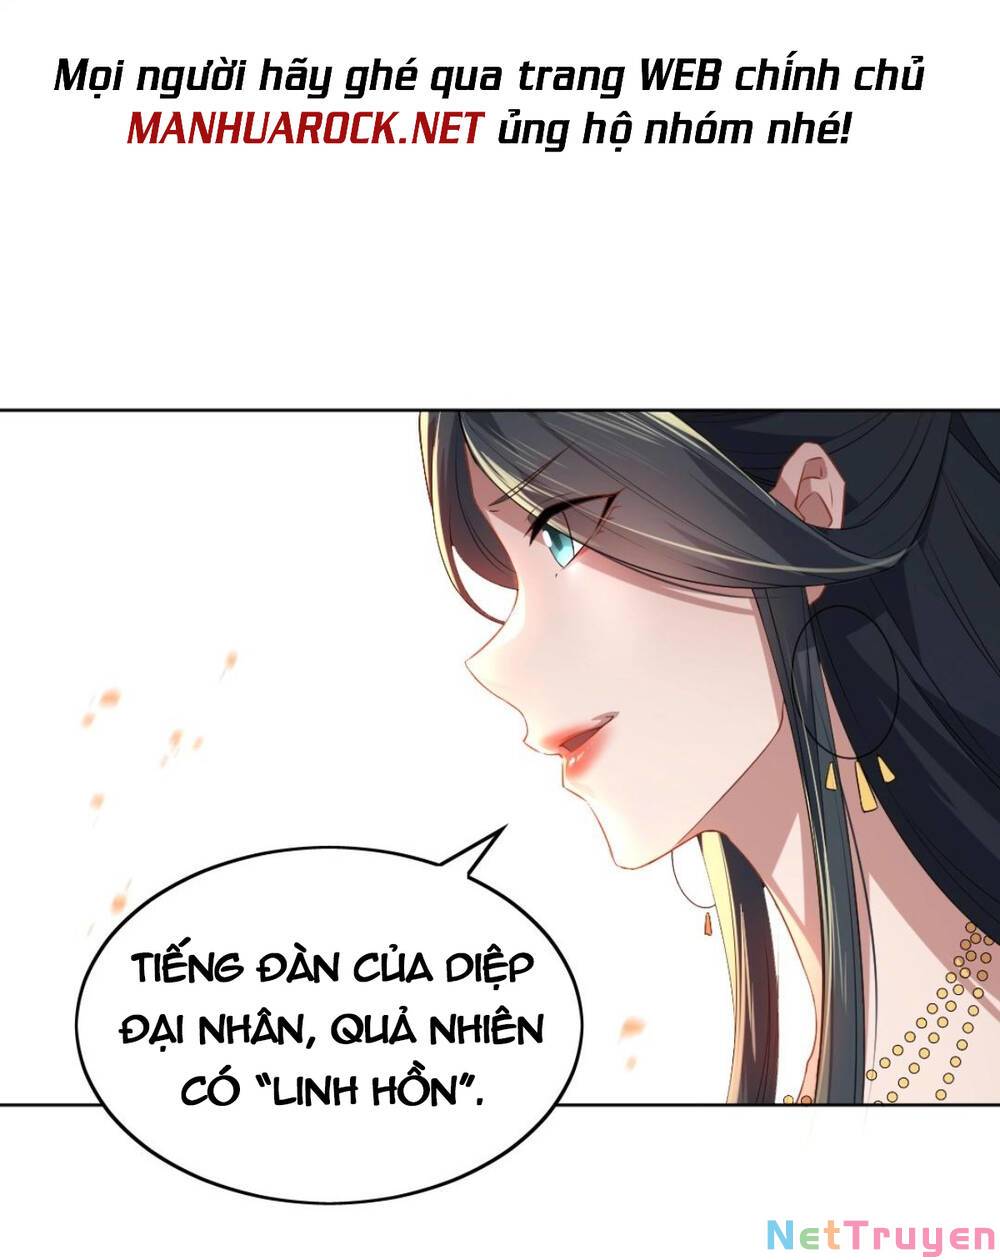 Mọi người hãy ghé qua trang WEB chính chủ
MANHUAROCK.NET ủng hộ nhóm nhé!
TIẾNG ĐÀN CỦA DIỆP
ĐẠI NHÂN, QUẢ NHIÊN
CÓ “LINH HỒN”.
NetTruyen